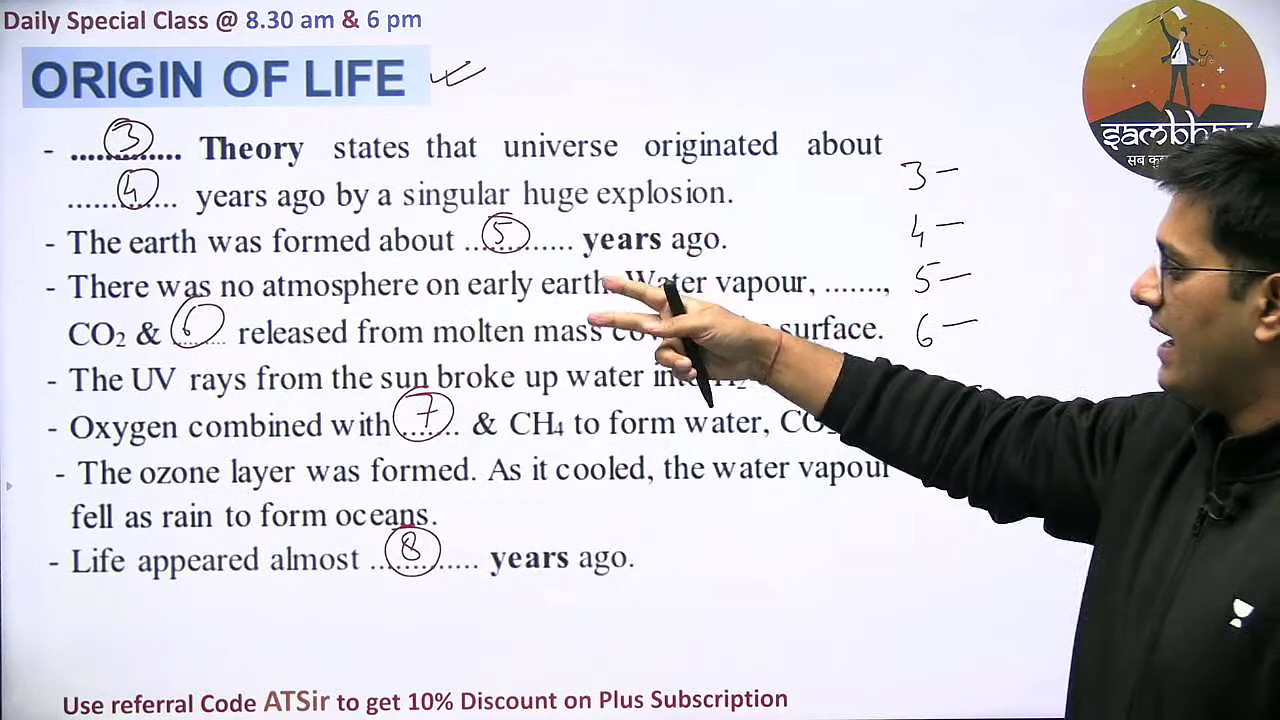 Daily Special Class @ 8.30 am & 6 pm
ORIGIN OF LIFE
- ....3.... Theory states that universe originated about
....4.... years ago by a singular huge explosion.
- The earth was formed about ....5.... years ago.
- There was no atmosphere on early earth. Water vapour, .......,
CO₂ & ..6.. released from molten mass surface.
- The UV rays from the sun broke up water
- Oxygen combined with ..7.. & CH₄ to form water,
- The ozone layer was formed. As it cooled, the water vapour
fell as rain to form oceans.
- Life appeared almost ....8.... years ago.
3 -
4 -
5 -
6 -
sambhav
Use referral Code ATSir to get 10% Discount on Plus Subscription